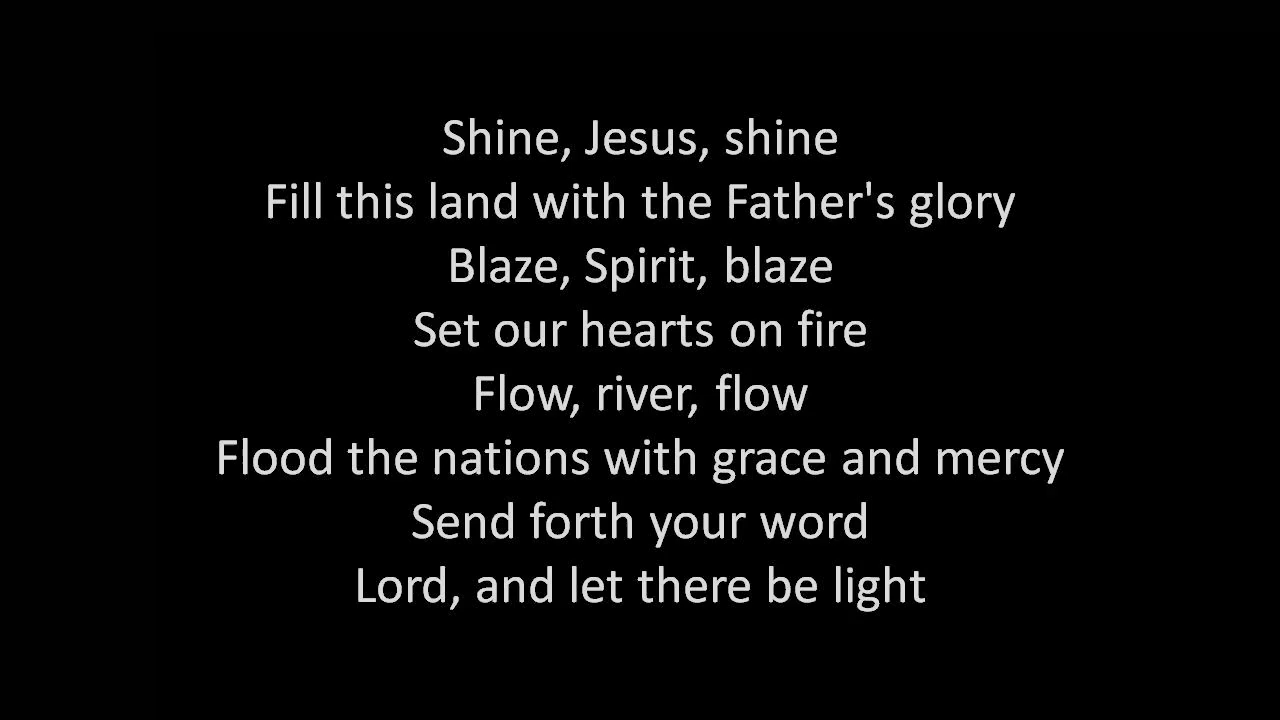 Shine, Jesus, shine
Fill this land with the Father's glory
Blaze, Spirit, blaze
Set our hearts on fire
Flow, river, flow
Flood the nations with grace and mercy
Send forth your word
Lord, and let there be light